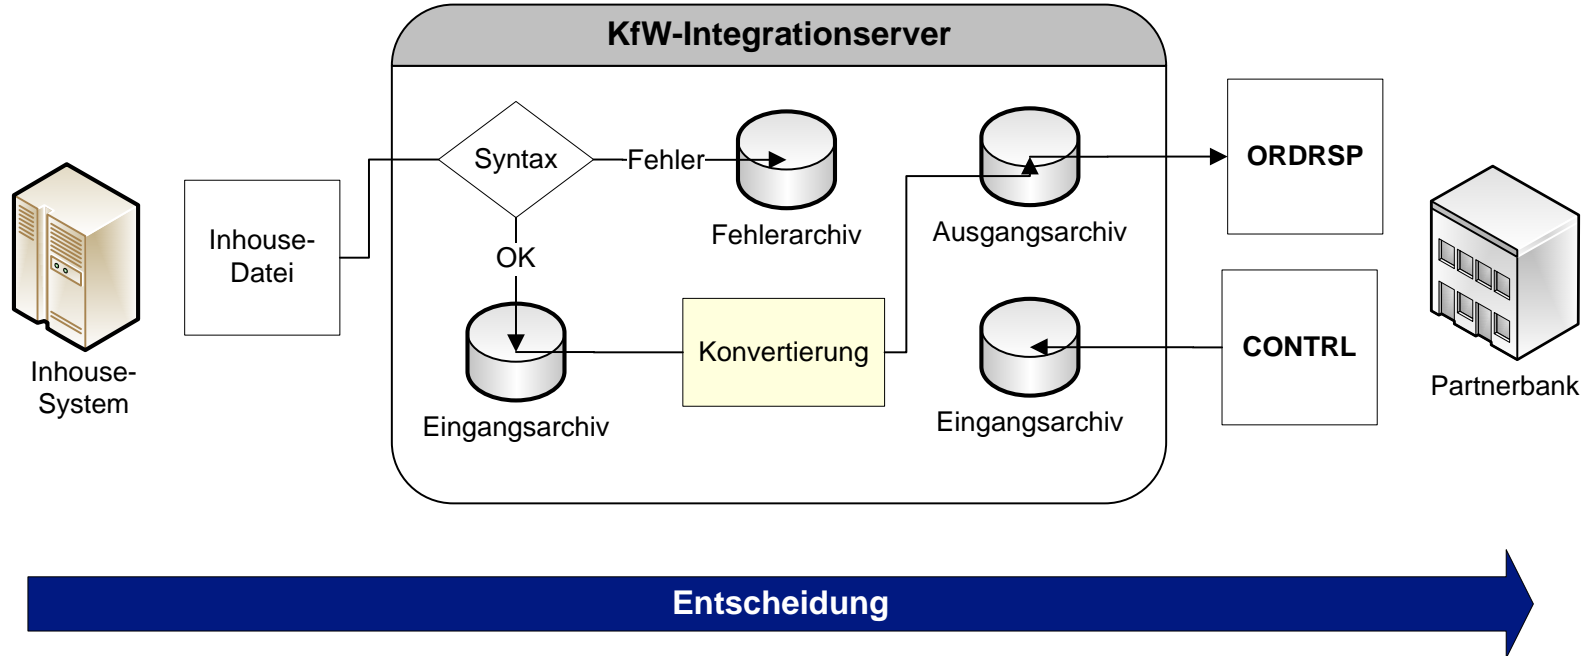 KfW-Integrationserver
Syntax
Fehler
OK
Inhouse-
Datei
Inhouse-
System
Fehlerarchiv
Ausgangsarchiv
ORDRSP
Eingangsarchiv
Konvertierung
Eingangsarchiv
CONTRL
Partnerbank
Entscheidung